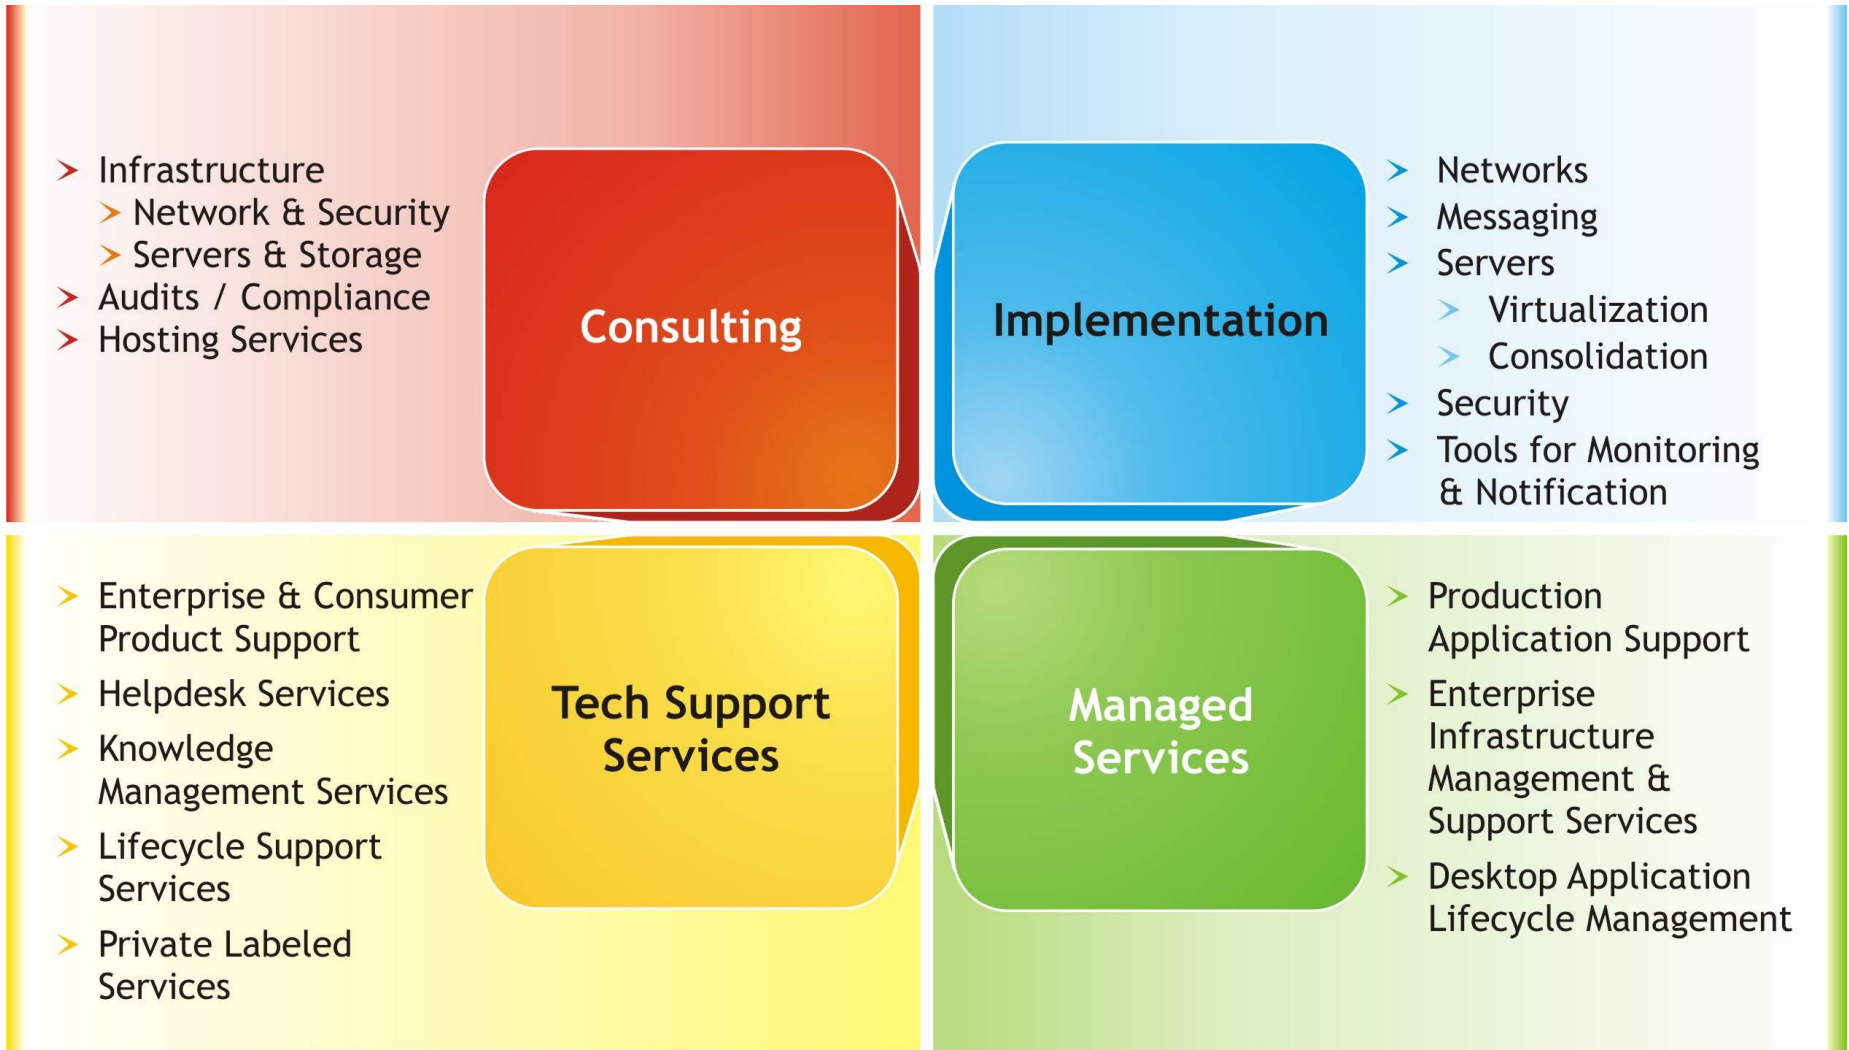 Infrastructure
Network & Security
Servers & Storage
Audits / Compliance
Hosting Services
Consulting
Implementation
Networks
Messaging
Servers
Virtualization
Consolidation
Security
Tools for Monitoring
& Notification
Enterprise & Consumer
Product Support
Helpdesk Services
Knowledge
Management Services
Lifecycle Support
Services
Private Labeled
Services
Tech Support
Services
Managed
Services
Production
Application Support
Enterprise
Infrastructure
Management &
Support Services
Desktop Application
Lifecycle Management